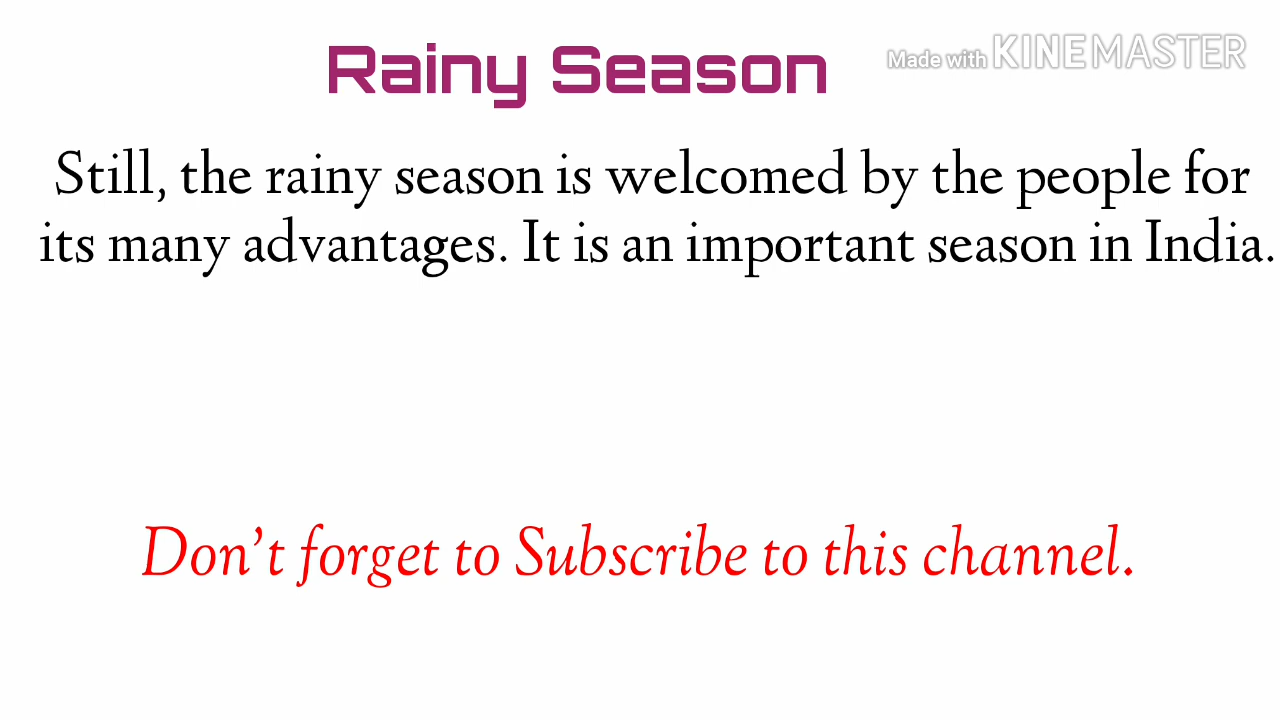 Rainy Season
Made with KINEMASTER
Still, the rainy season is welcomed by the people for
its many advantages. It is an important season in India.
Don't forget to Subscribe to this channel.